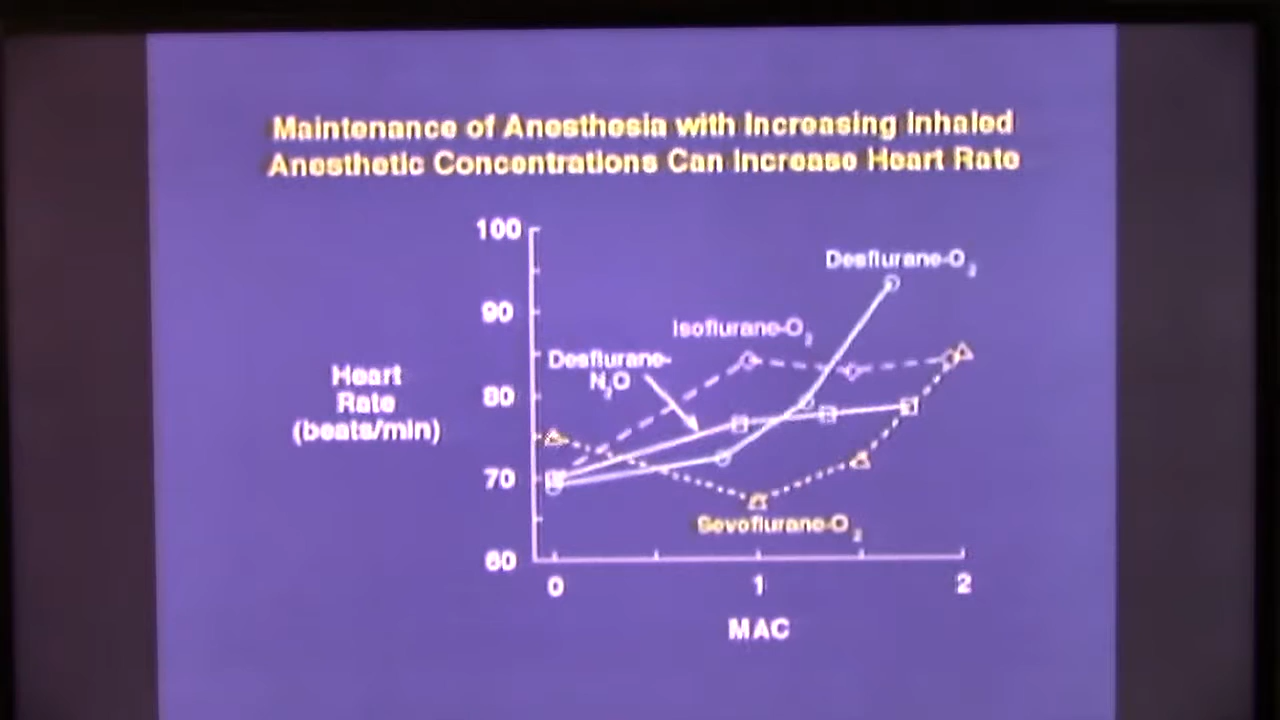 Maintenance of Anesthesia with Increasing Inhaled
Anesthetic Concentrations Can Increase Heart Rate
100
90
80
70
60
Heart
Rate
(beats/min)
Desflurane-O2
Isoflurane-O2
Desflurane-
N2O
Sevoflurane-O2
0 1 2
MAC